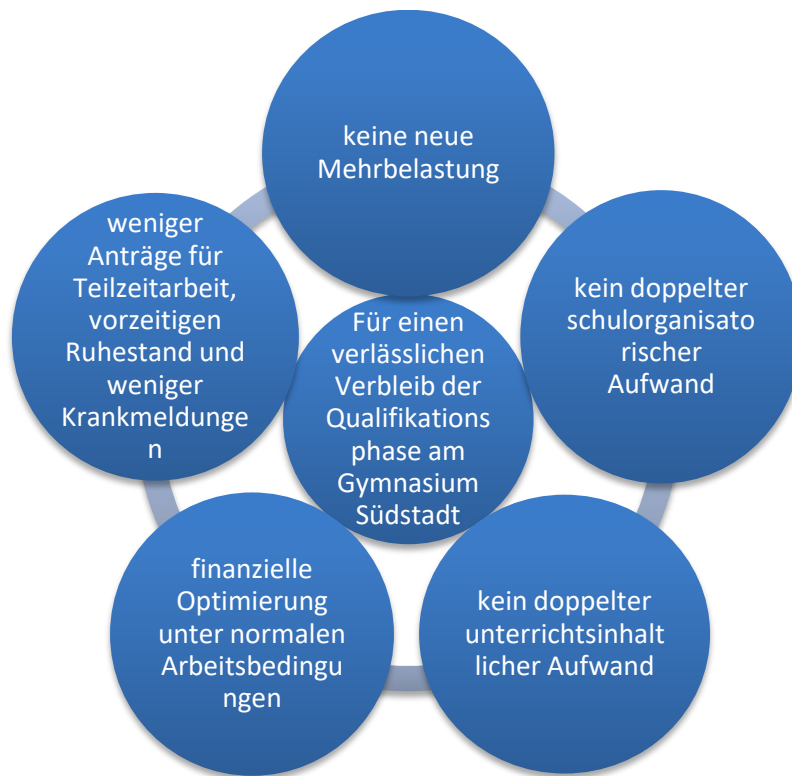 keine neue
Mehrbelastung
kein doppelter
schulorganisato
rischer
Aufwand
kein doppelter
unterrichtsinhalt
licher Aufwand
finanzielle
Optimierung
unter normalen
Arbeitsbedingu
ngen
weniger
Anträge für
Teilzeitarbeit,
vorzeitigen
Ruhestand und
weniger
Krankmeldunge
n
Für einen
verlässlichen
Verbleib der
Qualifikations
phase am
Gymnasium
Südstadt